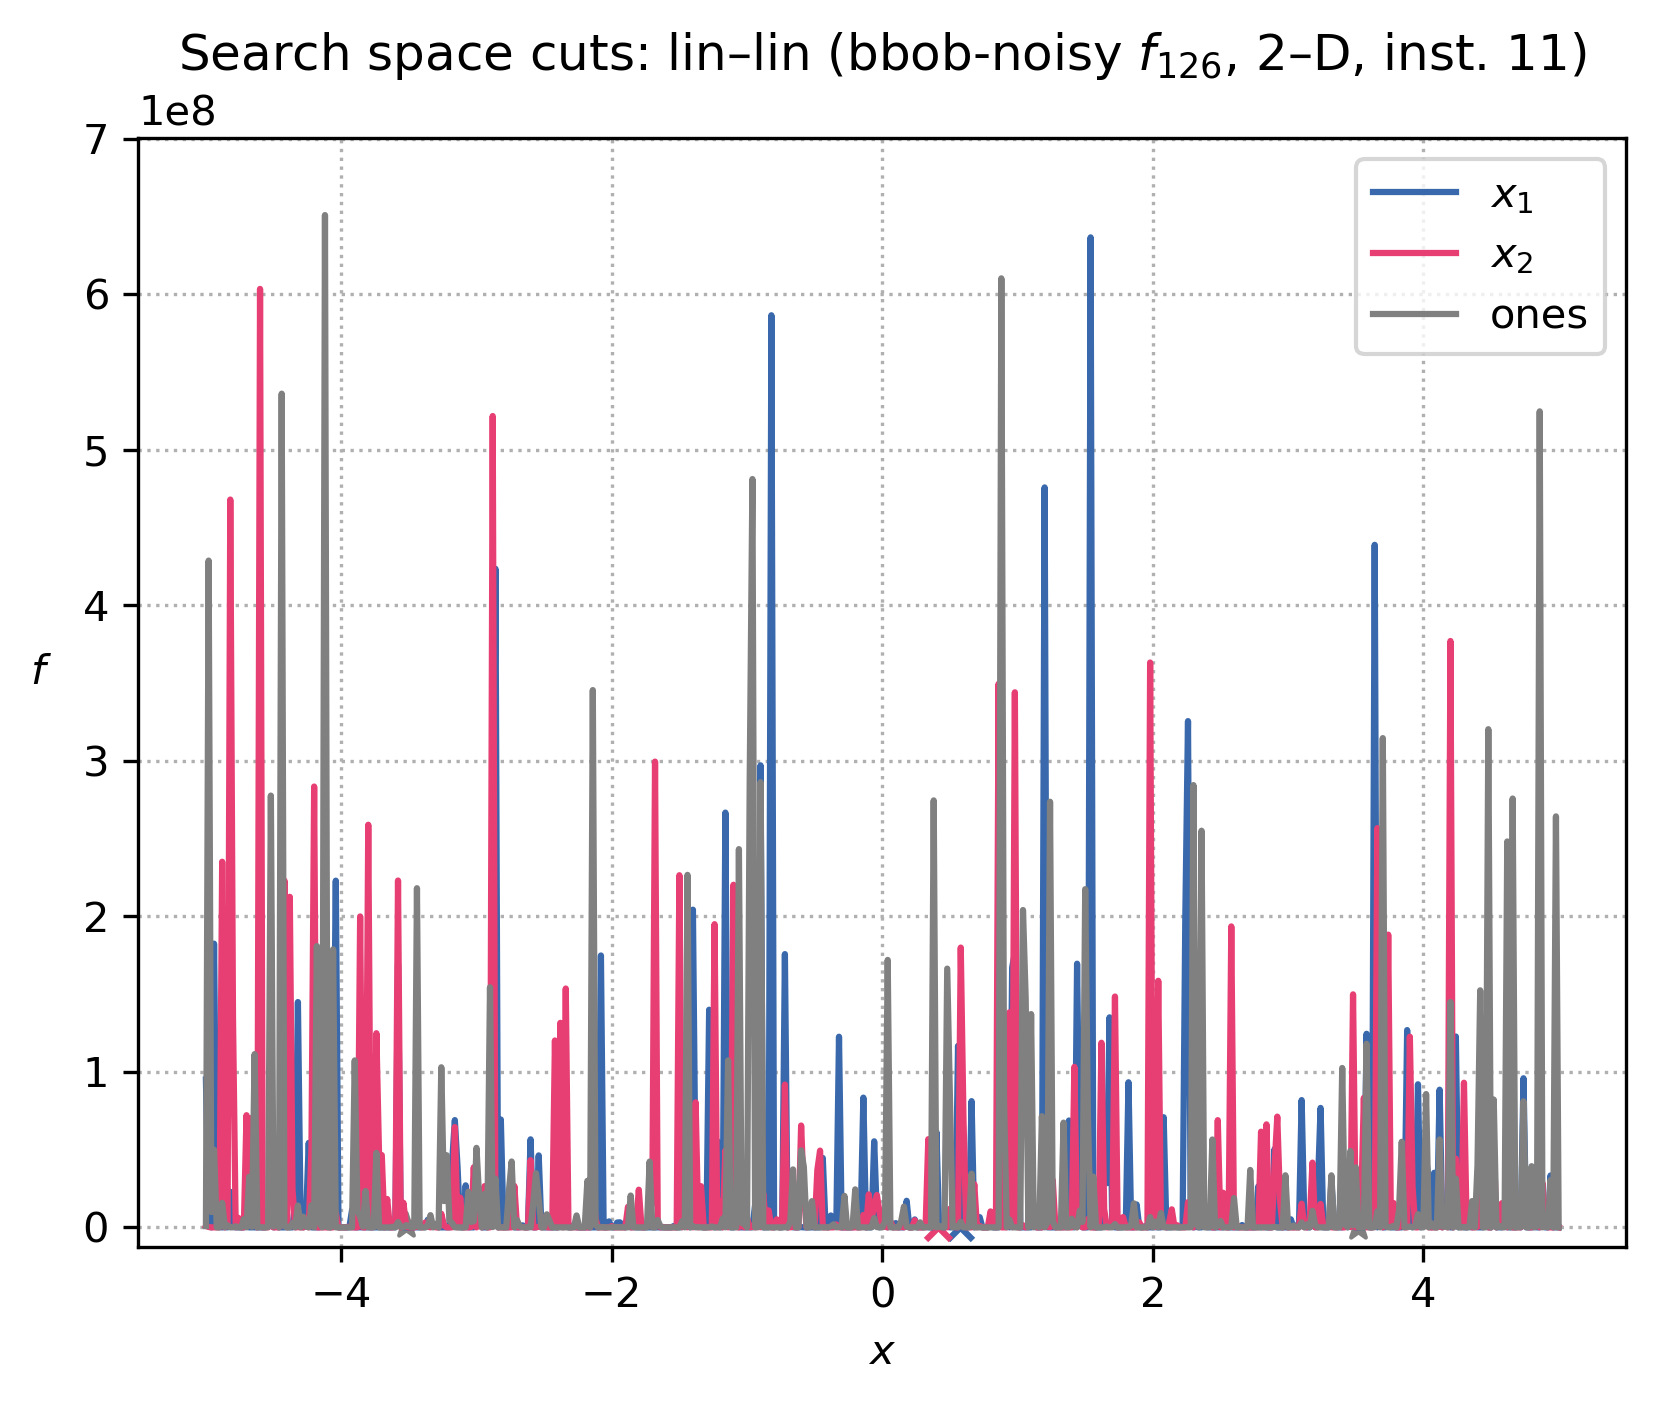 Search space cuts: lin–lin (bbob-noisy f₁₂₆, 2–D, inst. 11)
1e8
7
6
5
4
3
2
1
0
f
x₁
x₂
ones
−4 −2 0 2 4
x